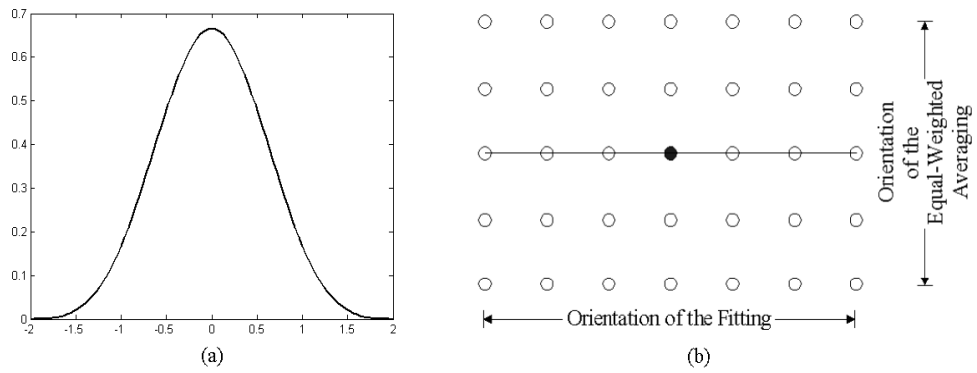 0.7
0.6
0.5
0.4
0.3
0.2
0.1
0
-2
-1.5
-1
-0.5
0
0.5
1
1.5
2
(a)
Orientation
of the
Equal-Weighted
Averaging
Orientation of the Fitting
(b)